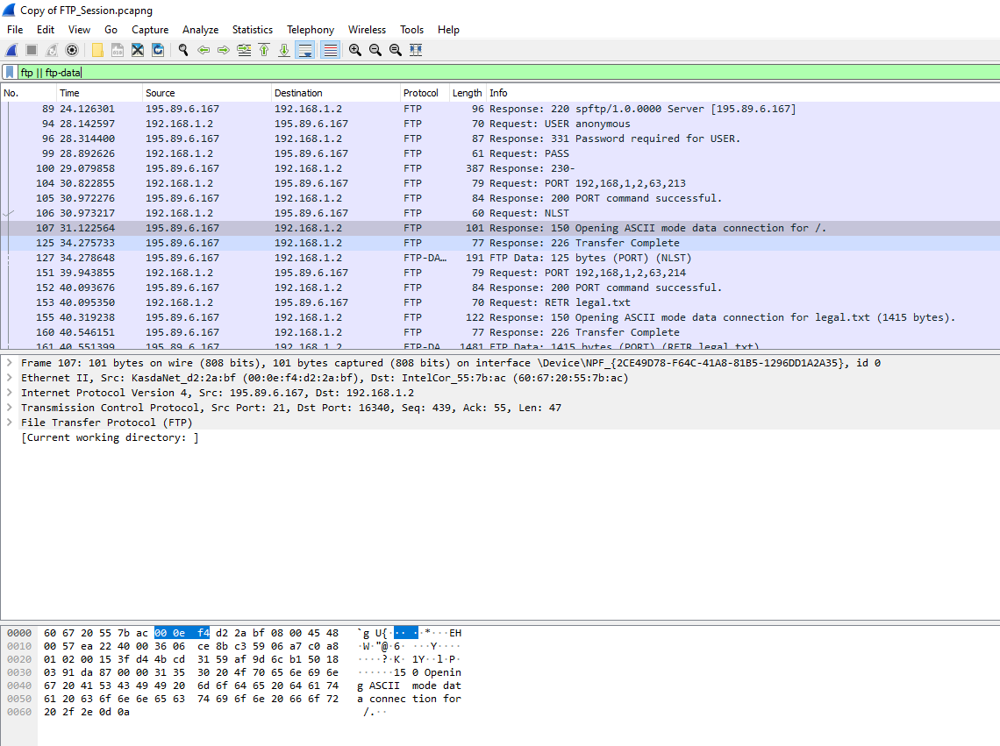 Copy of FTP_Session.pcapng
File Edit View Go Capture Analyze Statistics Telephony Wireless Tools Help
ftp || ftp-data
No. Time Source Destination Protocol Length Info
89 24.126301 195.89.6.167 192.168.1.2 FTP 96 Response: 220 spftp/1.0.0000 Server [195.89.6.167]
94 28.142597 192.168.1.2 195.89.6.167 FTP 70 Request: USER anonymous
96 28.314400 195.89.6.167 192.168.1.2 FTP 87 Response: 331 Password required for USER.
99 28.892626 192.168.1.2 195.89.6.167 FTP 61 Request: PASS
100 29.079858 195.89.6.167 192.168.1.2 FTP 387 Response: 230-
104 30.822855 192.168.1.2 195.89.6.167 FTP 79 Request: PORT 192,168,1,2,63,213
105 30.972276 195.89.6.167 192.168.1.2 FTP 84 Response: 200 PORT command successful.
106 30.973217 192.168.1.2 195.89.6.167 FTP 60 Request: NLST
107 31.122564 195.89.6.167 192.168.1.2 FTP 101 Response: 150 Opening ASCII mode data connection for /.
125 34.275733 195.89.6.167 192.168.1.2 FTP 77 Response: 226 Transfer Complete
127 34.278648 195.89.6.167 192.168.1.2 FTP-DA… 191 FTP Data: 125 bytes (PORT) (NLST)
151 39.943855 192.168.1.2 195.89.6.167 FTP 79 Request: PORT 192,168,1,2,63,214
152 40.093676 195.89.6.167 192.168.1.2 FTP 84 Response: 200 PORT command successful.
153 40.095350 192.168.1.2 195.89.6.167 FTP 70 Request: RETR legal.txt
155 40.319238 195.89.6.167 192.168.1.2 FTP 122 Response: 150 Opening ASCII mode data connection for legal.txt (1415 bytes).
160 40.546151 195.89.6.167 192.168.1.2 FTP 77 Response: 226 Transfer Complete
161 40.551399 195.89.6.167 192.168.1.2 FTP-DA 1481 FTP Data: 1415 bytes (PORT) (RETR legal.txt)
Frame 107: 101 bytes on wire (808 bits), 101 bytes captured (808 bits) on interface \Device\NPF_{2CE49D78-F64C-41A8-81B5-1296DD1A2A35}, id 0
Ethernet II, Src: KasdaNet_d2:2a:bf (00:0e:f4:d2:2a:bf), Dst: IntelCor_55:7b:ac (60:67:20:55:7b:ac)
Internet Protocol Version 4, Src: 195.89.6.167, Dst: 192.168.1.2
Transmission Control Protocol, Src Port: 21, Dst Port: 16340, Seq: 439, Ack: 55, Len: 47
File Transfer Protocol (FTP)
[Current working directory: ]
0000 60 67 20 55 7b ac 00 0e f4 d2 2a bf 08 00 45 48 `g U{··· ··*···EH
0010 00 57 ea 22 40 00 36 06 ce 8b c3 59 06 a7 c0 a8 ·W·"@·6· ···Y····
0020 01 02 00 15 3f d4 4b cd 31 59 af 9d 6c b1 50 18 ····?·K· 1Y··l·P·
0030 03 91 da 87 00 00 31 35 30 20 4f 70 65 6e 69 6e ······15 0 Openin
0040 67 20 41 53 43 49 49 20 6d 6f 64 65 20 64 61 74 g ASCII mode dat
0050 61 20 63 6f 6e 6e 65 63 74 69 6f 6e 20 66 6f 72 a connec tion for
0060 20 2f 2e 0d 0a /.··